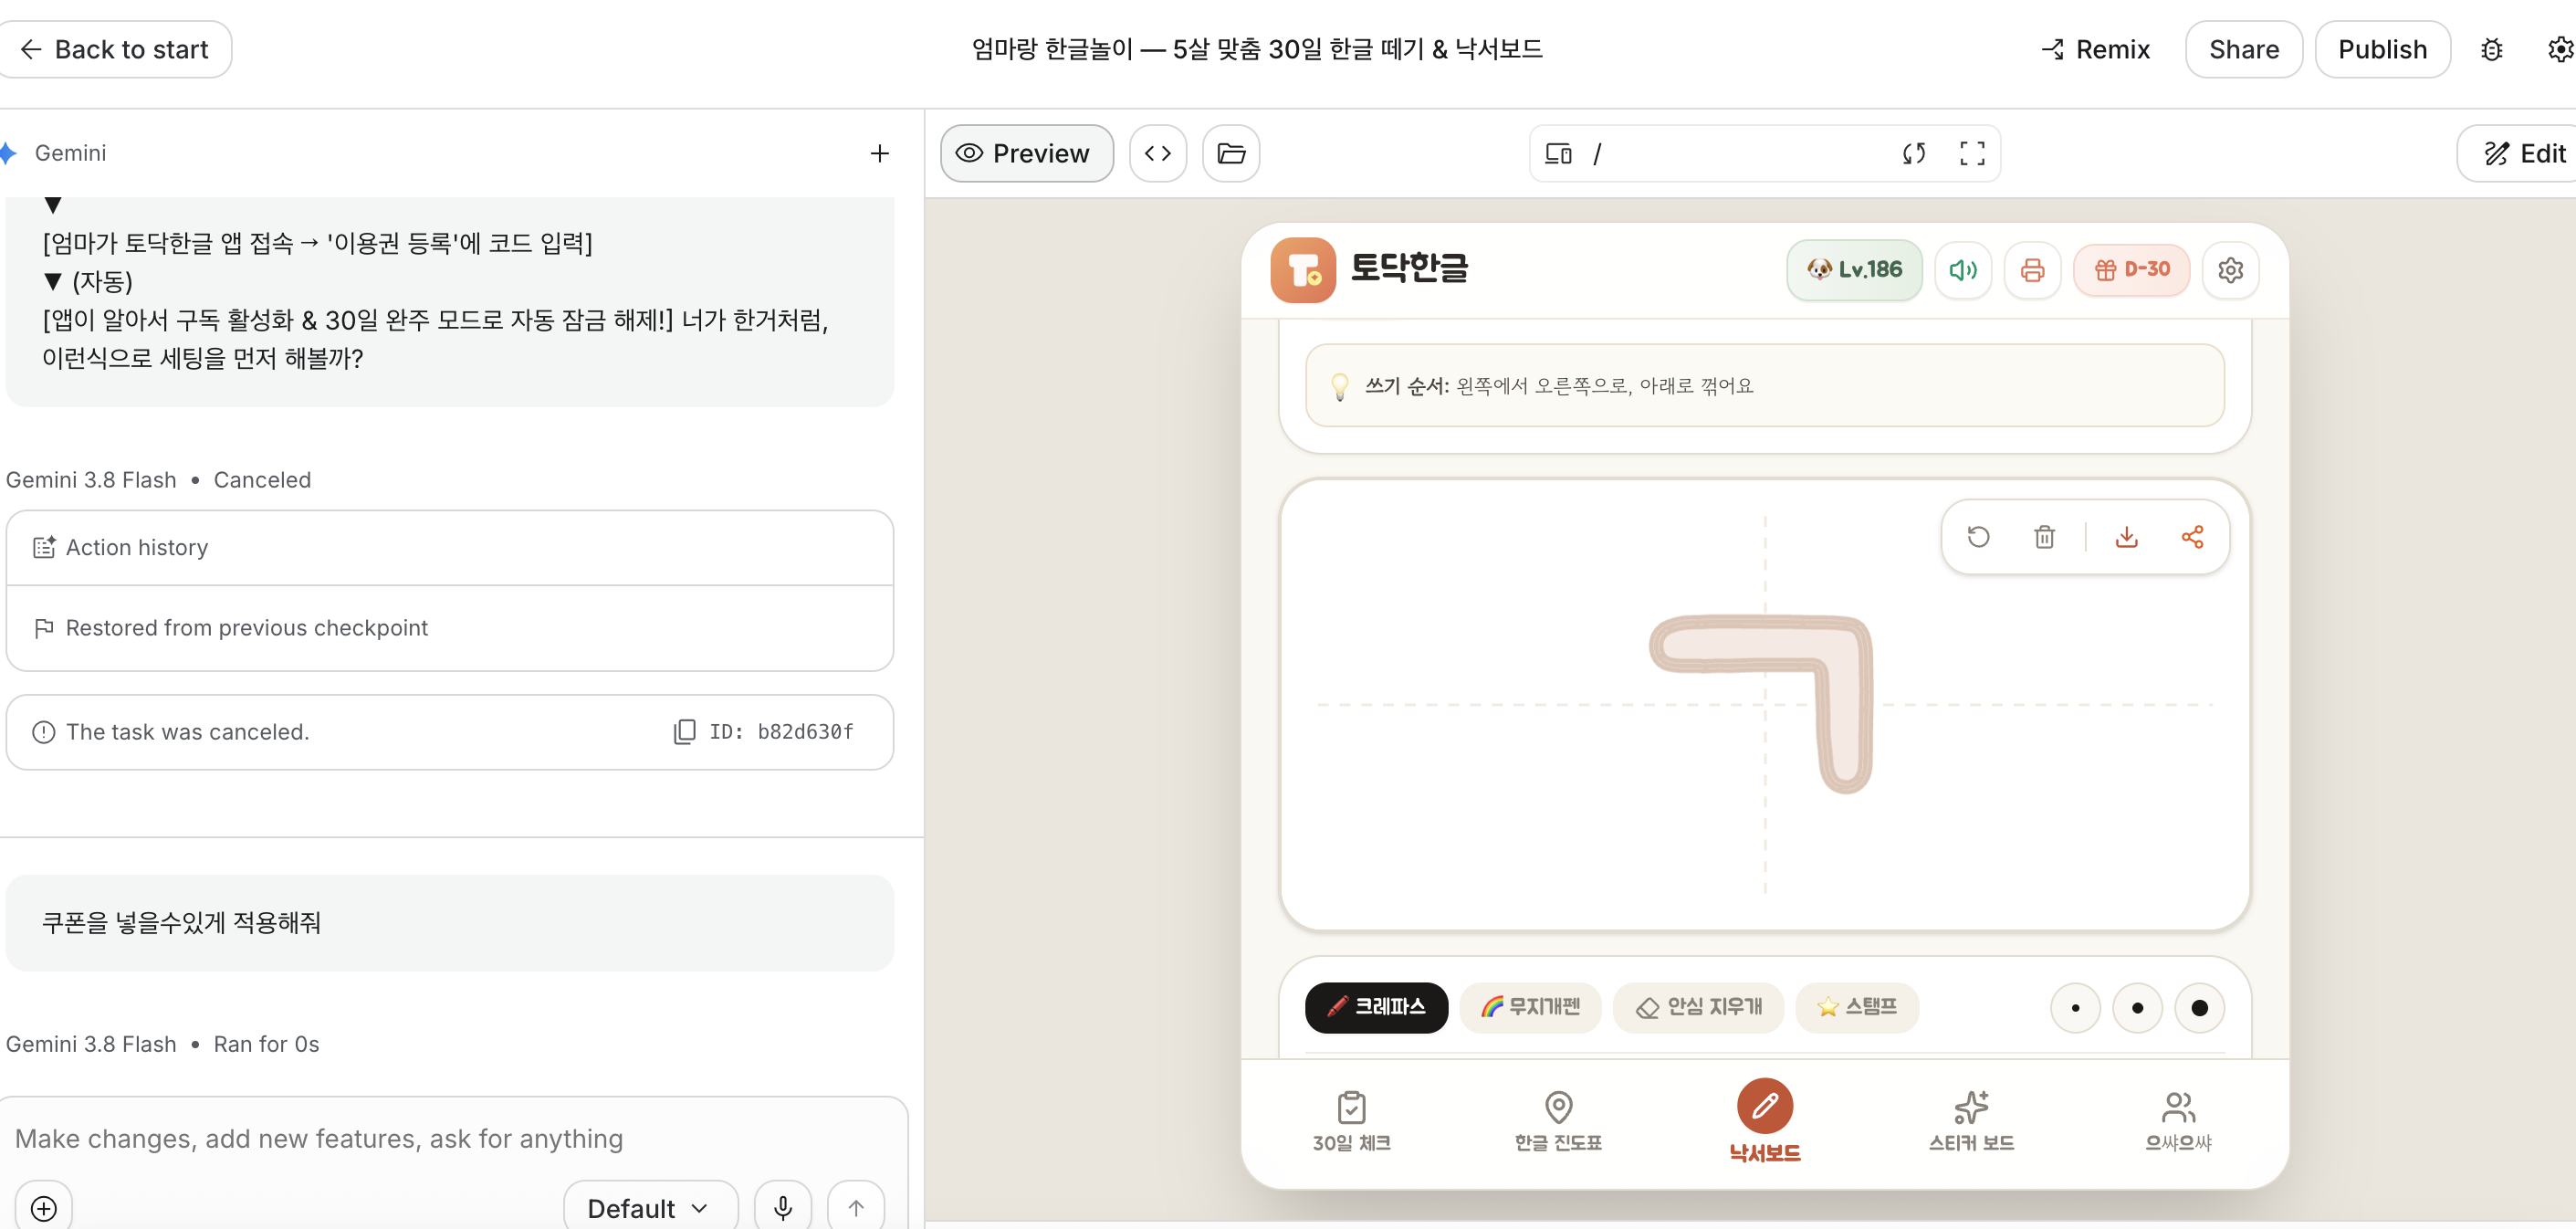 ← Back to start
엄마랑 한글놀이 — 5살 맞춤 30일 한글 떼기 & 낙서보드
Remix
Share
Publish
Gemini
+
▼
[엄마가 토닥한글 앱 접속 → '이용권 등록'에 코드 입력]
▼ (자동)
[앱이 알아서 구독 활성화 & 30일 완주 모드로 자동 잠금 해제!] 너가 한거처럼,
이런식으로 세팅을 먼저 해볼까?
Gemini 3.8 Flash • Canceled
Action history
Restored from previous checkpoint
The task was canceled.
ID: b82d630f
쿠폰을 넣을수있게 적용해줘
Gemini 3.8 Flash • Ran for 0s
Make changes, add new features, ask for anything
Default
Preview
/
Edit
토닥한글
Lv.186
D-30
쓰기 순서: 왼쪽에서 오른쪽으로, 아래로 꺾어요
ㄱ
크레파스
무지개펜
안심 지우개
스탬프
30일 체크
한글 진도표
낙서보드
스티커 보드
으쌰으쌰